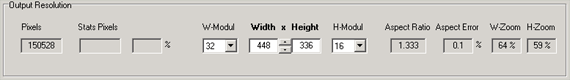 Output Resolution
Pixels Stats Pixels W-Modul Width x Height H-Modul Aspect Ratio Aspect Error W-Zoom H-Zoom
150528 % 32 448 336 16 1.333 0.1 % 64 % 59 %